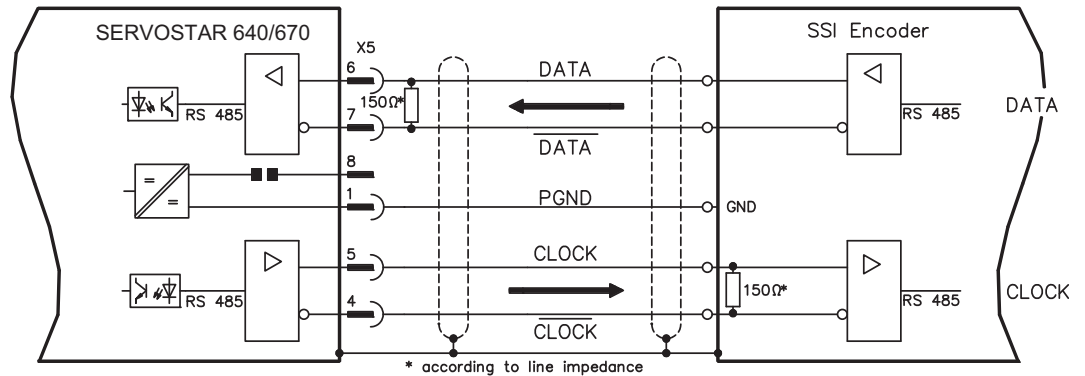 SERVOSTAR 640/670
SSI Encoder
X5
6
DATA
150Ω*
RS 485
7
DATA
RS 485
DATA
8
1
PGND
GND
5
CLOCK
RS 485
4
CLOCK
150Ω*
RS 485
CLOCK
* according to line impedance